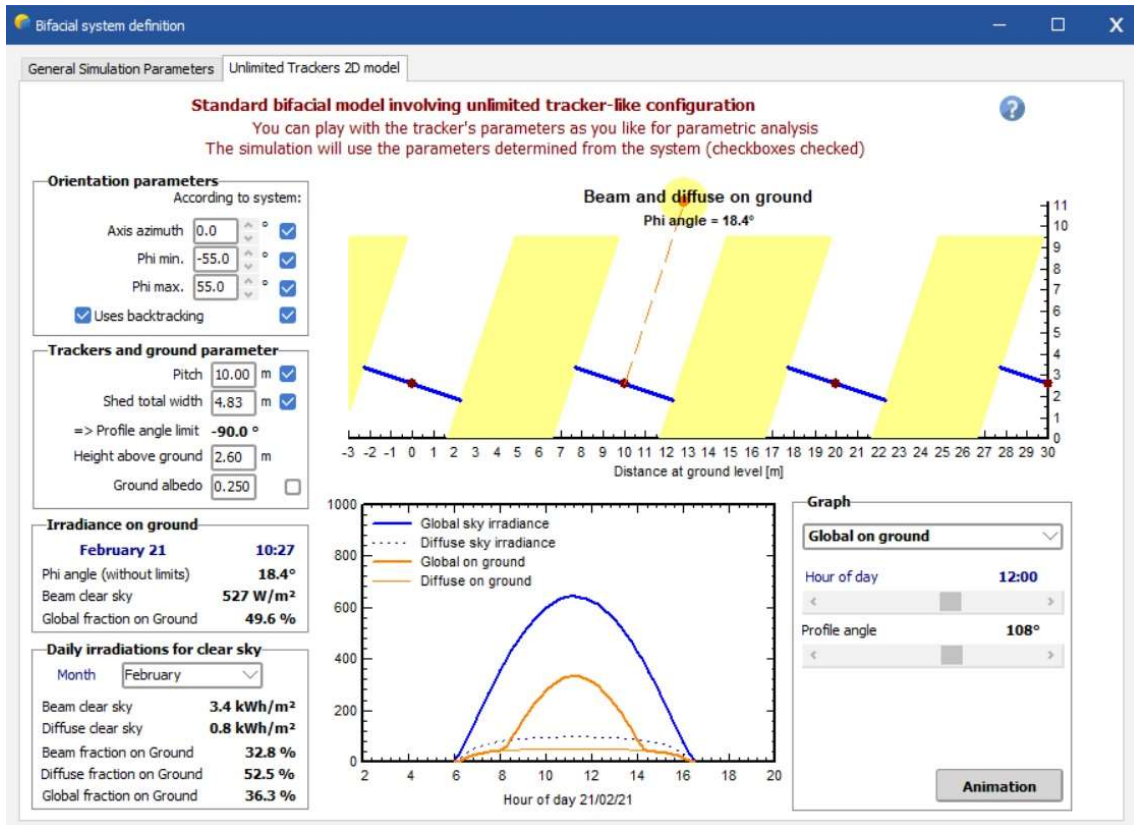 Bifacial system definition
General Simulation Parameters
Unlimited Trackers 2D model
Standard bifacial model involving unlimited tracker-like configuration
You can play with the tracker's parameters as you like for parametric analysis
The simulation will use the parameters determined from the system (checkboxes checked)
?
Orientation parameters
According to system:
Axis azimuth 0.0 °
Phi min. -55.0 °
Phi max. 55.0 °
Uses backtracking
Trackers and ground parameter
Pitch 10.00 m
Shed total width 4.83 m
=> Profile angle limit -90.0 °
Height above ground 2.60 m
Ground albedo 0.250
Irradiance on ground
February 21 10:27
Phi angle (without limits) 18.4°
Beam clear sky 527 W/m²
Global fraction on Ground 49.6 %
Daily irradiations for clear sky
Month February
Beam clear sky 3.4 kWh/m²
Diffuse clear sky 0.8 kWh/m²
Beam fraction on Ground 32.8 %
Diffuse fraction on Ground 52.5 %
Global fraction on Ground 36.3 %
Beam and diffuse on ground
Phi angle = 18.4°
11
10
9
8
7
6
5
4
3
2
1
0
-3 -2 -1 0 1 2 3 4 5 6 7 8 9 10 11 12 13 14 15 16 17 18 19 20 21 22 23 24 25 26 27 28 29 30
Distance at ground level [m]
1000
800
600
400
200
0
Global sky irradiance
Diffuse sky irradiance
Global on ground
Diffuse on ground
2 4 6 8 10 12 14 16 18 20
Hour of day 21/02/21
Graph
Global on ground
Hour of day 12:00
Profile angle 108°
Animation